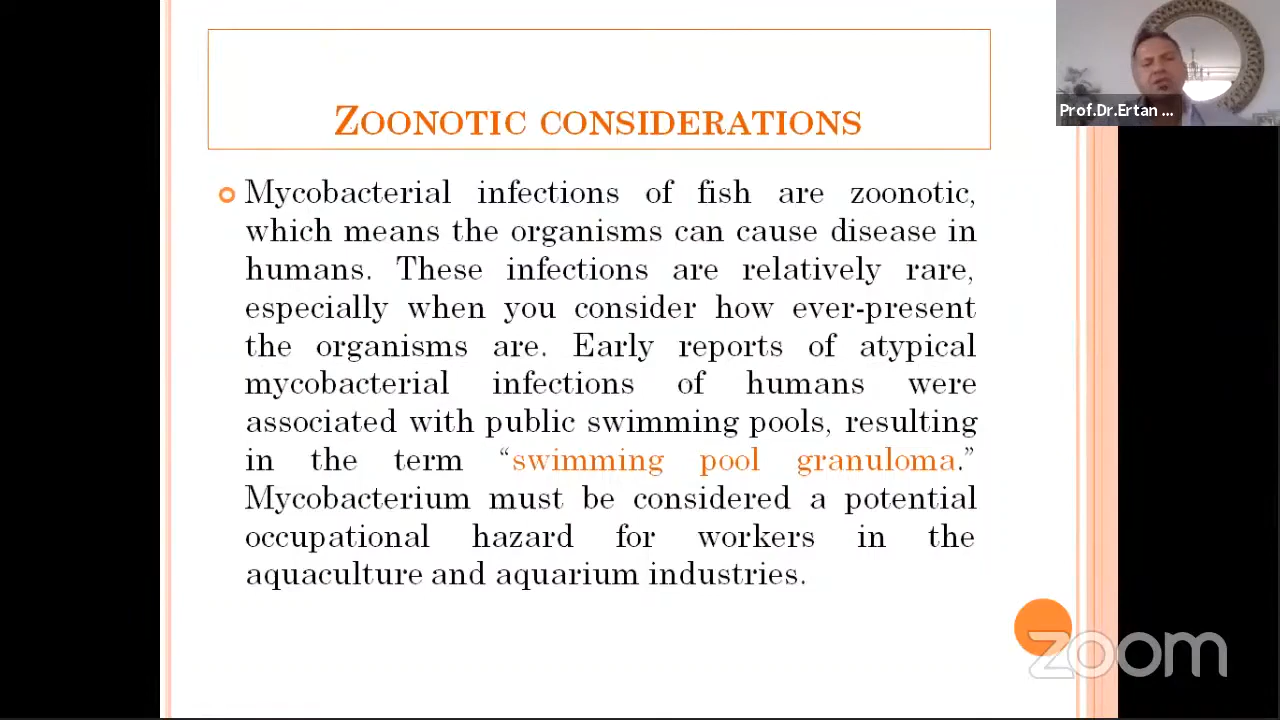 ZOONOTIC CONSIDERATIONS
Mycobacterial infections of fish are zoonotic,
which means the organisms can cause disease in
humans. These infections are relatively rare,
especially when you consider how ever-present
the organisms are. Early reports of atypical
mycobacterial infections of humans were
associated with public swimming pools, resulting
in the term “swimming pool granuloma.”
Mycobacterium must be considered a potential
occupational hazard for workers in the
aquaculture and aquarium industries.
Prof.Dr.Ertan ...
zoom